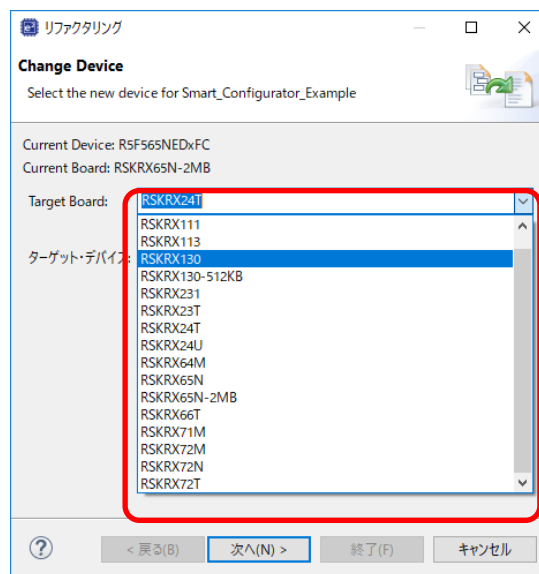 リファクタリング
Change Device
Select the new device for Smart_Configurator_Example
Current Device: R5F565NEDxFC
Current Board: RSKRX65N-2MB
Target Board:
RSKRX24T
RSKRX111
RSKRX113
ターゲット・デバイス:
RSKRX130
RSKRX130-512KB
RSKRX231
RSKRX23T
RSKRX24T
RSKRX24U
RSKRX64M
RSKRX65N
RSKRX65N-2MB
RSKRX66T
RSKRX71M
RSKRX72M
RSKRX72N
RSKRX72T
?
< 戻る(B)
次へ(N) >
終了(F)
キャンセル